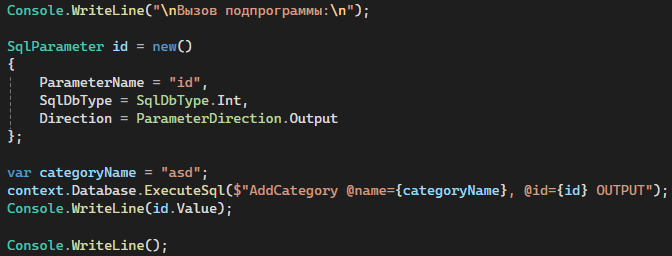 Console.WriteLine("\nВызов подпрограммы:\n");
SqlParameter id = new()
{
ParameterName = "id",
SqlDbType = SqlDbType.Int,
Direction = ParameterDirection.Output
};
var categoryName = "asd";
context.Database.ExecuteSql($"AddCategory @name={categoryName}, @id={id} OUTPUT");
Console.WriteLine(id.Value);
Console.WriteLine();